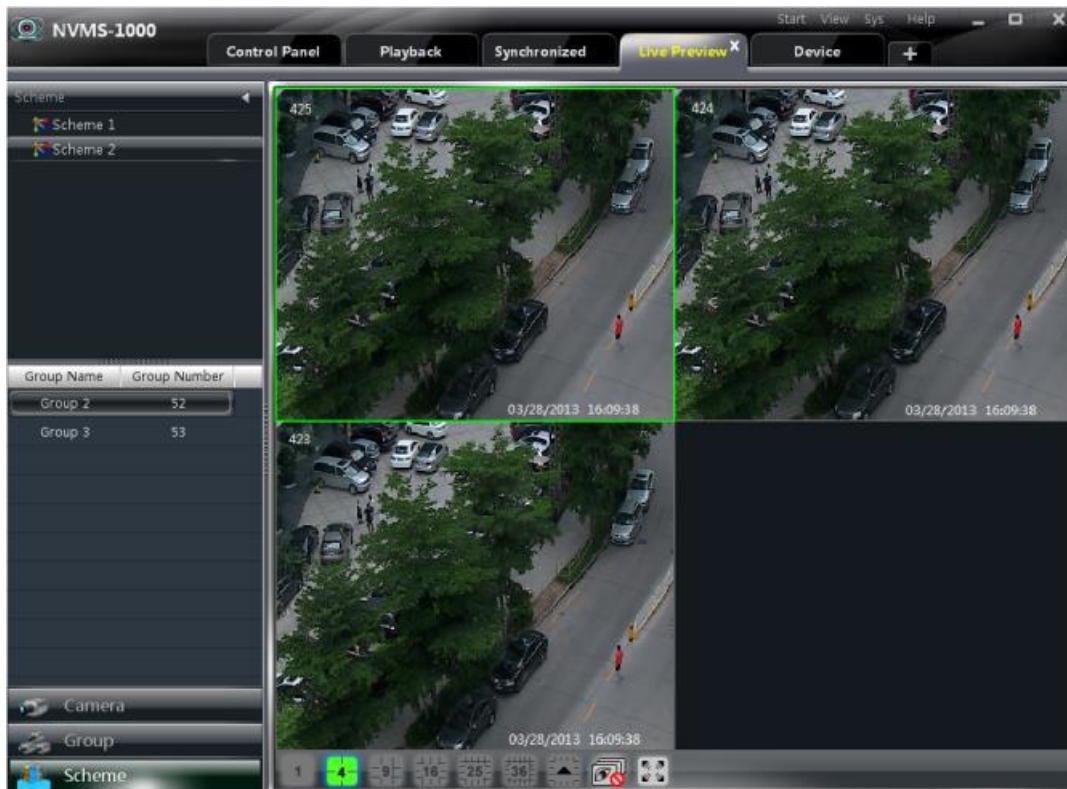 NVMS-1000
Start View Sys Help
Control Panel Playback Synchronized Live Preview X Device +
Scheme
Scheme 1
Scheme 2
Group Name Group Number
Group 2 52
Group 3 53
Camera
Group
Scheme
425
03/28/2013 16:09:38
424
03/28/2013 16:09:38
423
03/28/2013 16:09:38
1 4 9 16 25 36